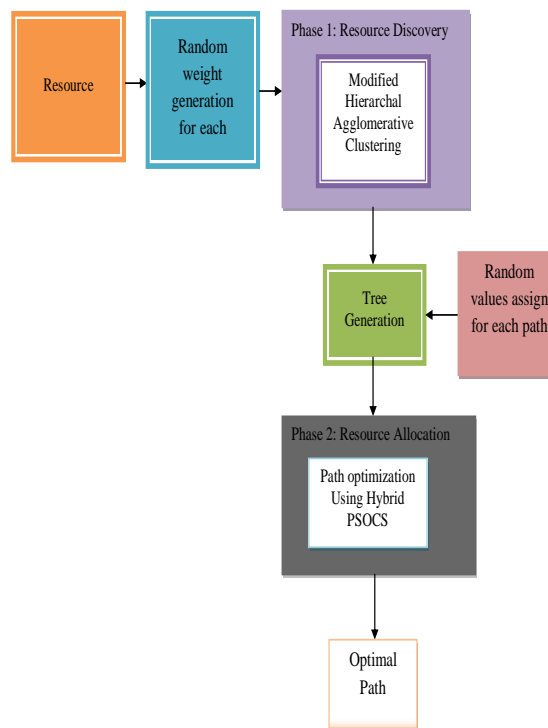 Resource
Random
weight
generation
for each
Phase 1: Resource Discovery
Modified
Hierarchal
Agglomerative
Clustering
Tree
Generation
Random
values assign
for each path
Phase 2: Resource Allocation
Path optimization
Using Hybrid
PSOCS
Optimal
Path